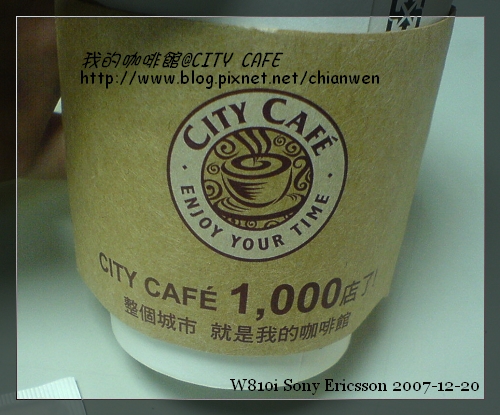 我的咖啡館@CITY CAFE
http://www.blog.pixnet.net/chianwen
CITY CAFÉ
ENJOY YOUR TIME
CITY CAFÉ 1,000店了!
整個城市 就是我的咖啡館
W810i Sony Ericsson 2007-12-20